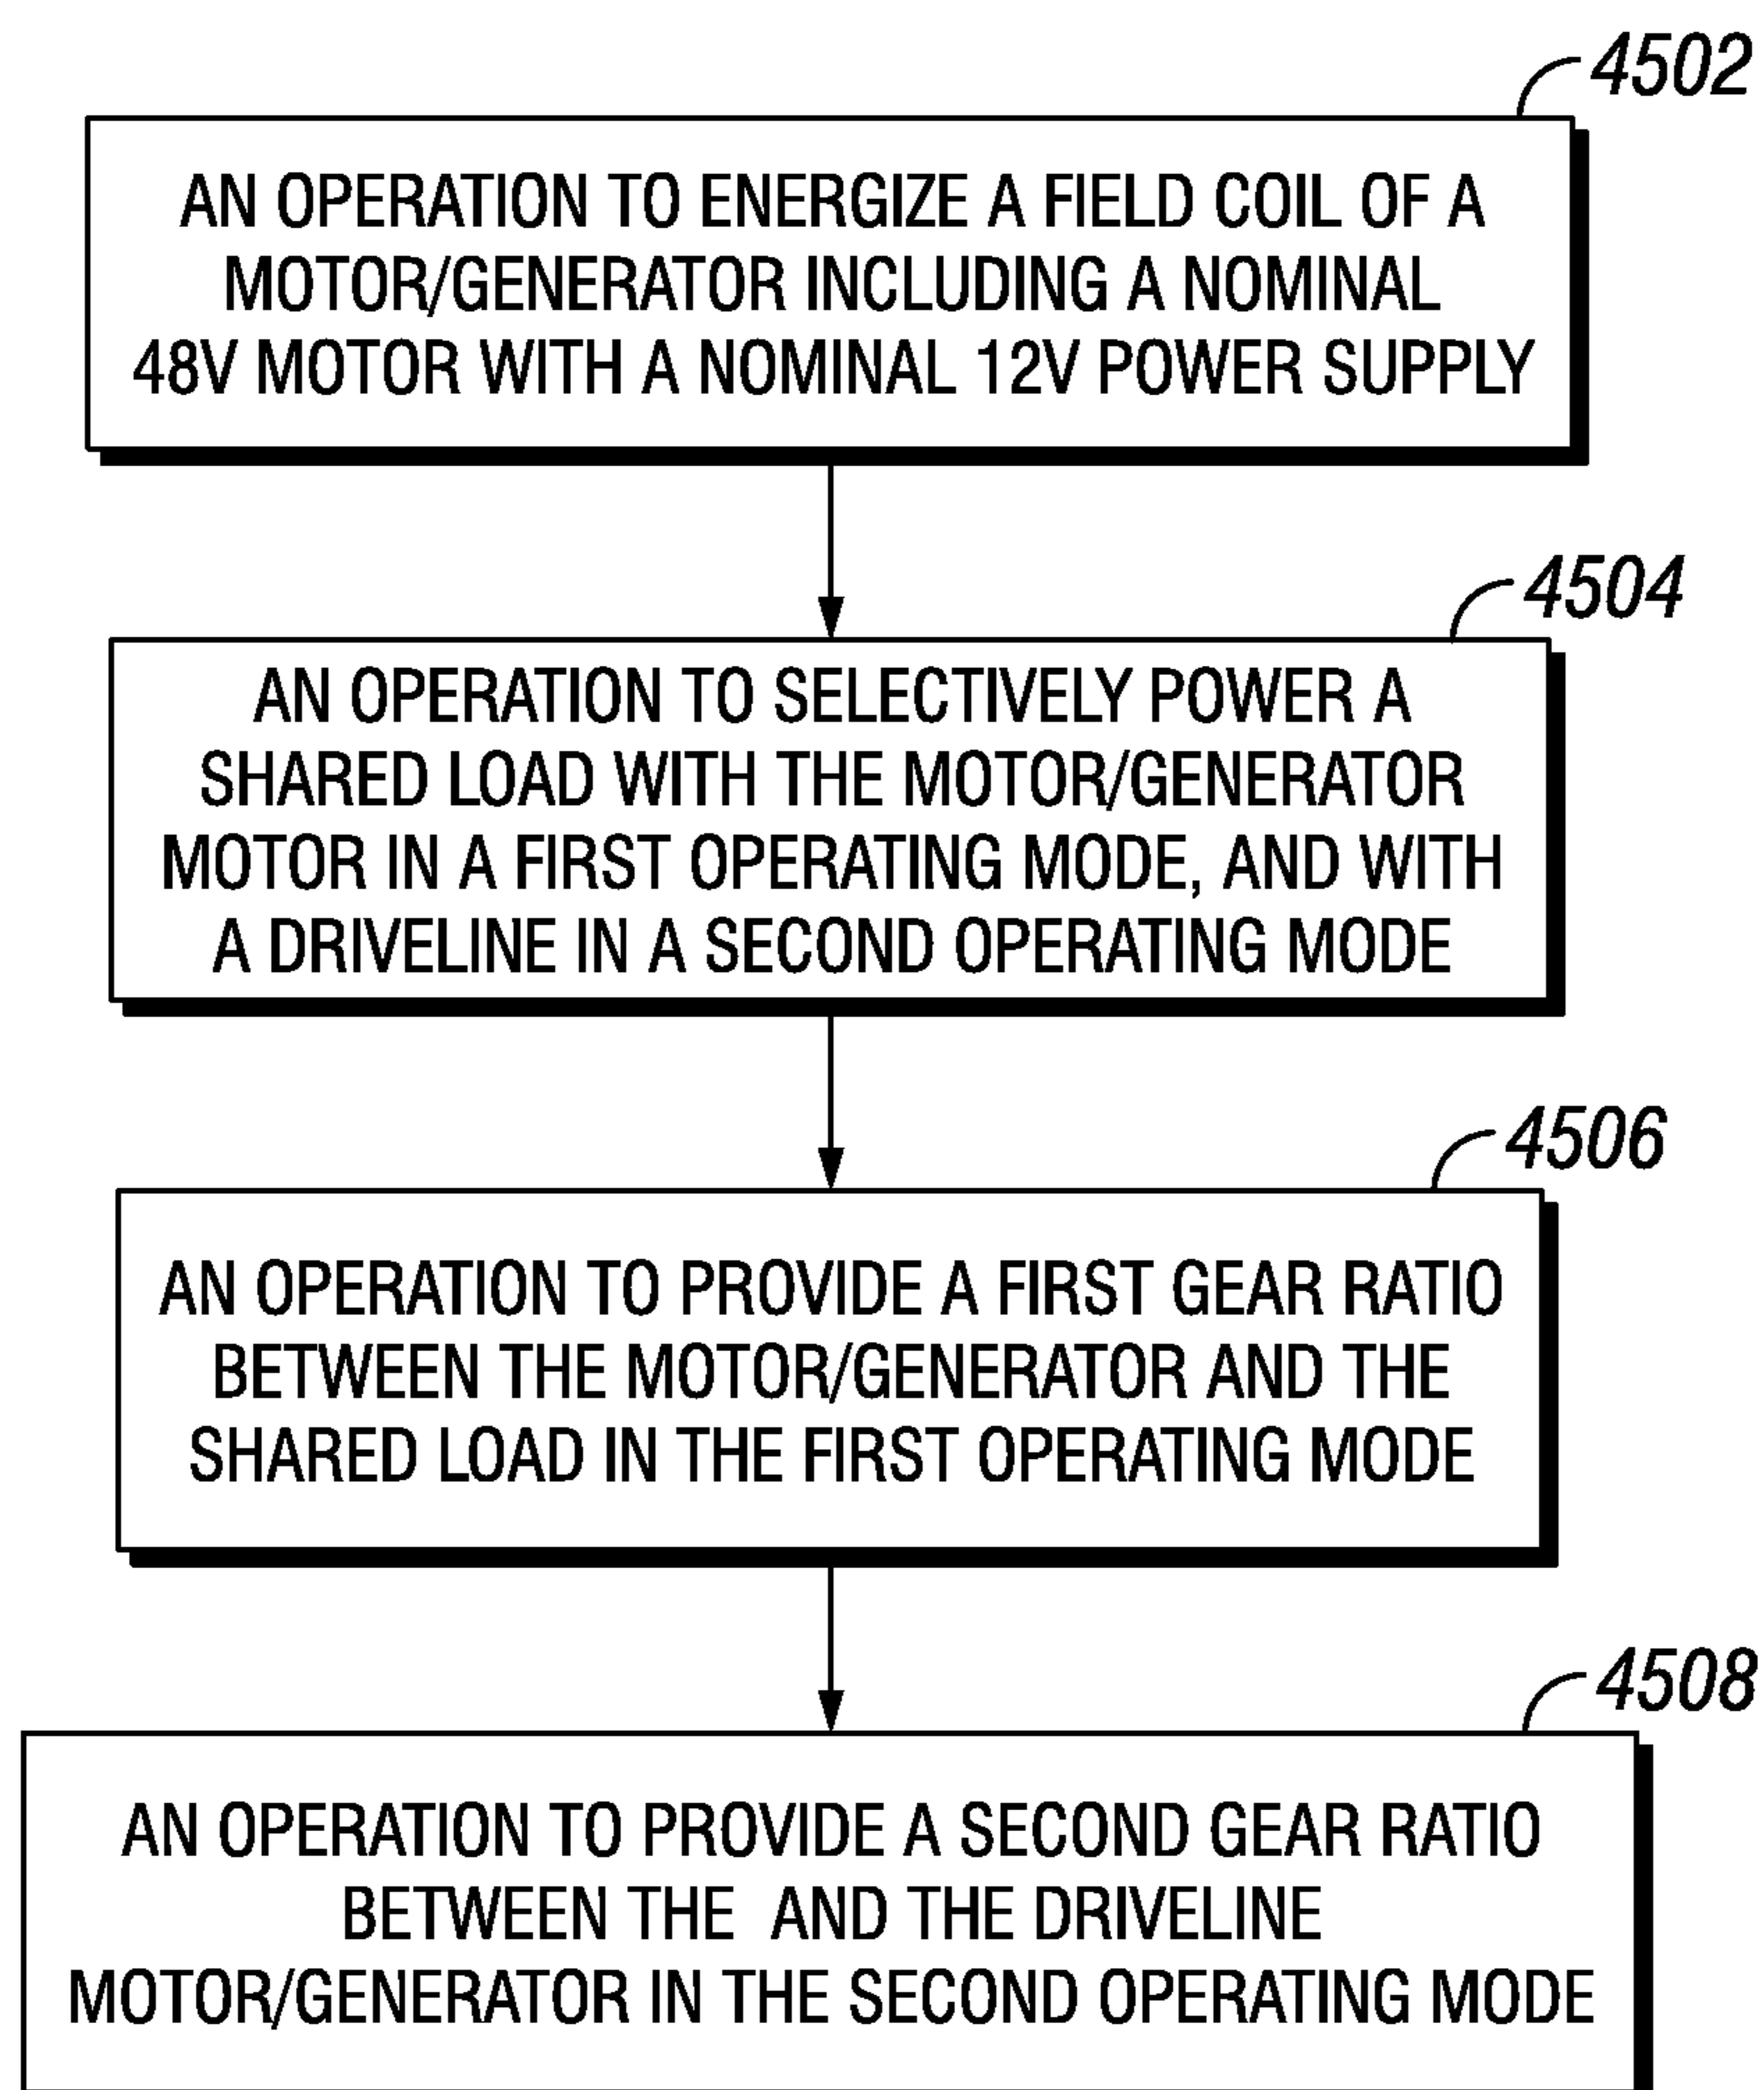 4502
AN OPERATION TO ENERGIZE A FIELD COIL OF A
MOTOR/GENERATOR INCLUDING A NOMINAL
48V MOTOR WITH A NOMINAL 12V POWER SUPPLY
4504
AN OPERATION TO SELECTIVELY POWER A
SHARED LOAD WITH THE MOTOR/GENERATOR
MOTOR IN A FIRST OPERATING MODE, AND WITH
A DRIVELINE IN A SECOND OPERATING MODE
4506
AN OPERATION TO PROVIDE A FIRST GEAR RATIO
BETWEEN THE MOTOR/GENERATOR AND THE
SHARED LOAD IN THE FIRST OPERATING MODE
4508
AN OPERATION TO PROVIDE A SECOND GEAR RATIO
BETWEEN THE  AND THE DRIVELINE
MOTOR/GENERATOR IN THE SECOND OPERATING MODE